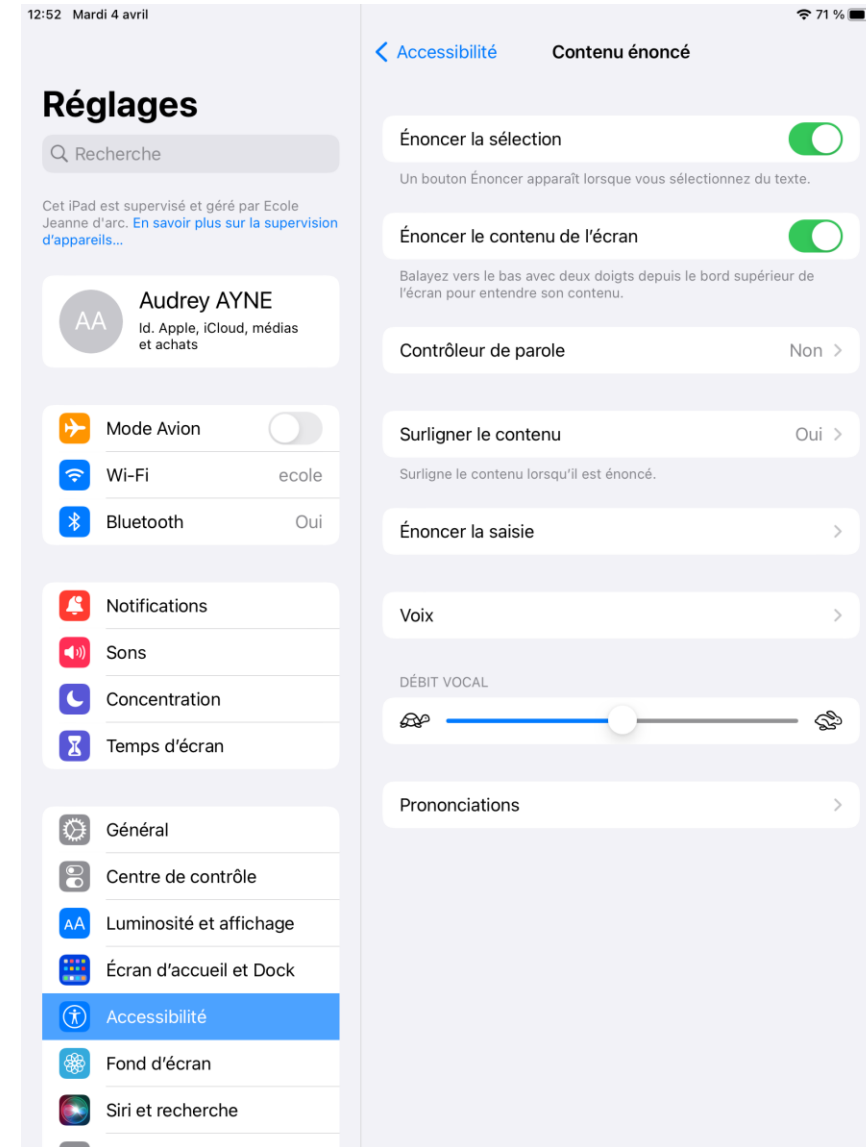 12:52 Mardi 4 avril
71 %
Réglages
Recherche
Cet iPad est supervisé et géré par Ecole
Jeanne d'arc. En savoir plus sur la supervision
d'appareils...
AA
Audrey AYNE
Id. Apple, iCloud, médias
et achats
Mode Avion
Wi-Fi ecole
Bluetooth Oui
Notifications
Sons
Concentration
Temps d'écran
Général
Centre de contrôle
AA Luminosité et affichage
Écran d'accueil et Dock
Accessibilité
Fond d'écran
Siri et recherche
Accessibilité
Contenu énoncé
Énoncer la sélection
Un bouton Énoncer apparaît lorsque vous sélectionnez du texte.
Énoncer le contenu de l'écran
Balayez vers le bas avec deux doigts depuis le bord supérieur de
l'écran pour entendre son contenu.
Contrôleur de parole Non
Surligner le contenu Oui
Surligne le contenu lorsqu'il est énoncé.
Énoncer la saisie
Voix
DÉBIT VOCAL
Prononciations